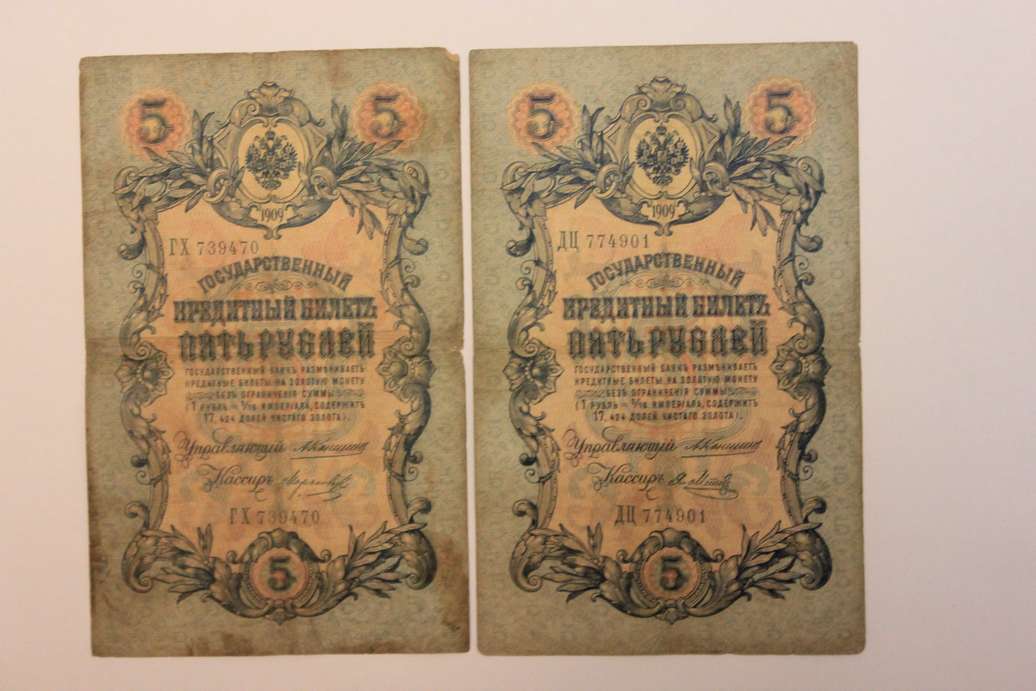 5 5
1909
ГХ 739470
ГОСУДАРСТВЕННЫЙ
КРЕДИТНЫЙ БИЛЕТЪ
ПЯТЬ РУБЛЕЙ
ГОСУДАРСТВЕННЫЙ БАНКЪ РАЗМѢНИВАЕТЪ
КРЕДИТНЫЕ БИЛЕТЫ НА ЗОЛОТУЮ МОНЕТУ
БЕЗЪ ОГРАНИЧЕНІЯ СУММЫ
(1 РУБЛЬ = 1/15 ИМПЕРІАЛА, СОДЕРЖИТЪ
17,424 ДОЛЕЙ ЧИСТАГО ЗОЛОТА).
Управляющій
Кассиръ
ГХ 739470
5
5 5
1909
ДЦ 774901
ГОСУДАРСТВЕННЫЙ
КРЕДИТНЫЙ БИЛЕТЪ
ПЯТЬ РУБЛЕЙ
ГОСУДАРСТВЕННЫЙ БАНКЪ РАЗМѢНИВАЕТЪ
КРЕДИТНЫЕ БИЛЕТЫ НА ЗОЛОТУЮ МОНЕТУ
БЕЗЪ ОГРАНИЧЕНІЯ СУММЫ
(1 РУБЛЬ = 1/15 ИМПЕРІАЛА, СОДЕРЖИТЪ
17,424 ДОЛЕЙ ЧИСТАГО ЗОЛОТА).
Управляющій
Кассиръ
ДЦ 774901
5